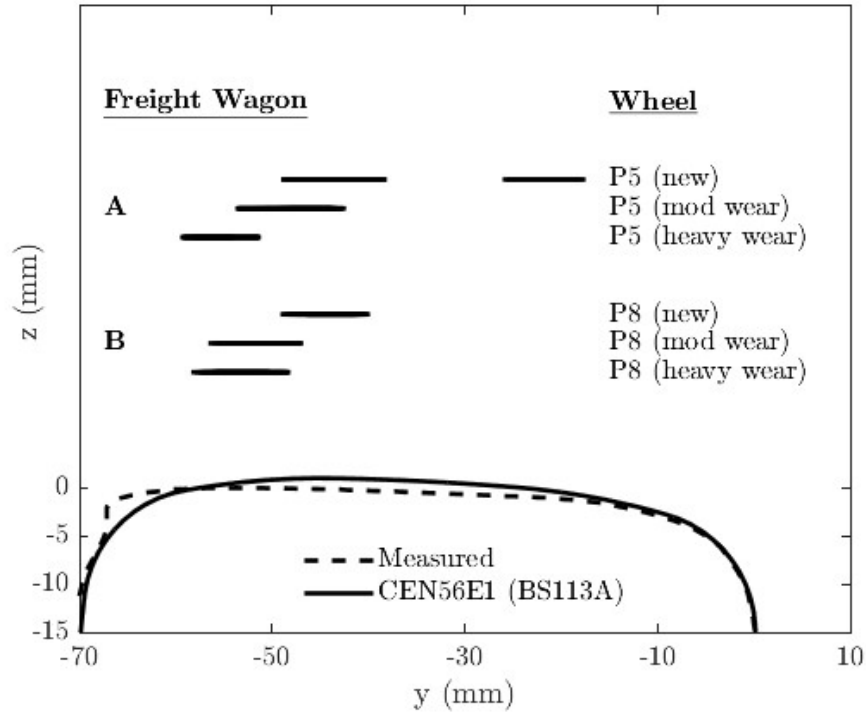 Freight Wagon
Wheel
A
P5 (new)
P5 (mod wear)
P5 (heavy wear)
B
P8 (new)
P8 (mod wear)
P8 (heavy wear)
z (mm)
0
-5
-10
-15
Measured
CEN56E1 (BS113A)
-70
-50
-30
-10
10
y (mm)